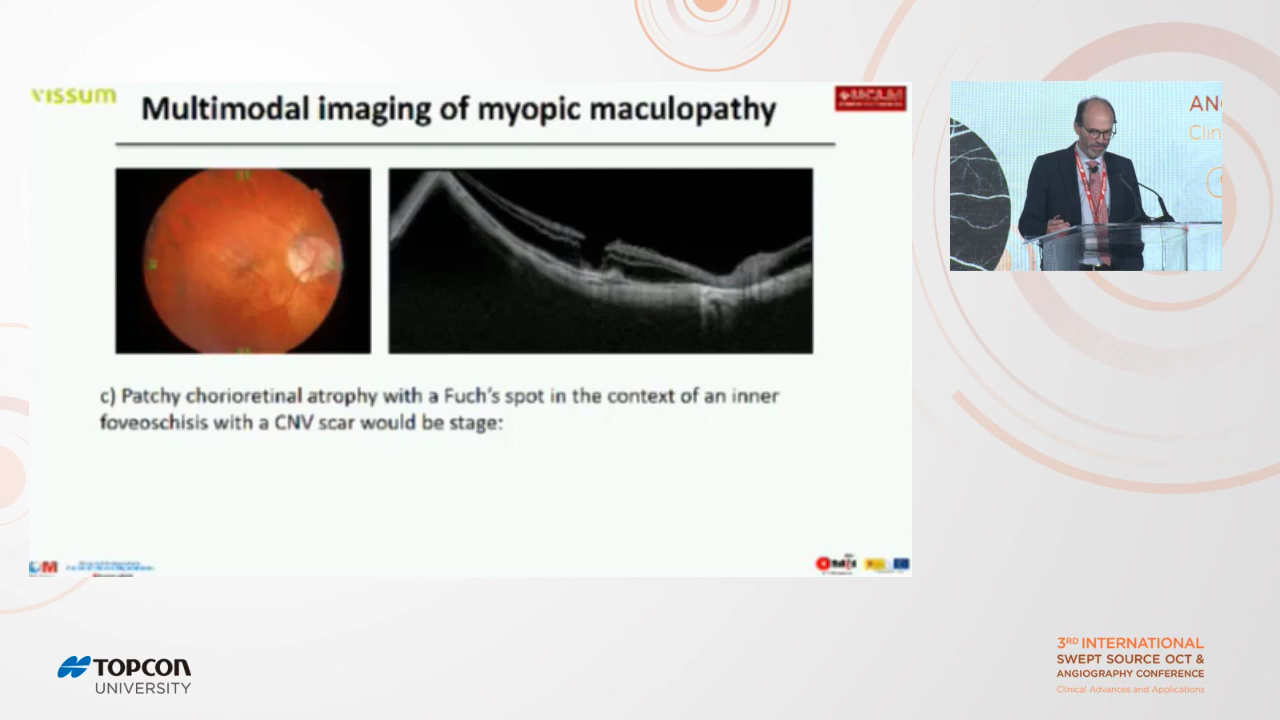 vissum
Multimodal imaging of myopic maculopathy
c) Patchy chorioretinal atrophy with a Fuch's spot in the context of an inner
foveoschisis with a CNV scar would be stage:
AN
Clin
TOPCON
UNIVERSITY
3RD INTERNATIONAL
SWEPT SOURCE OCT &
ANGIOGRAPHY CONFERENCE
Clinical Advances and Applications